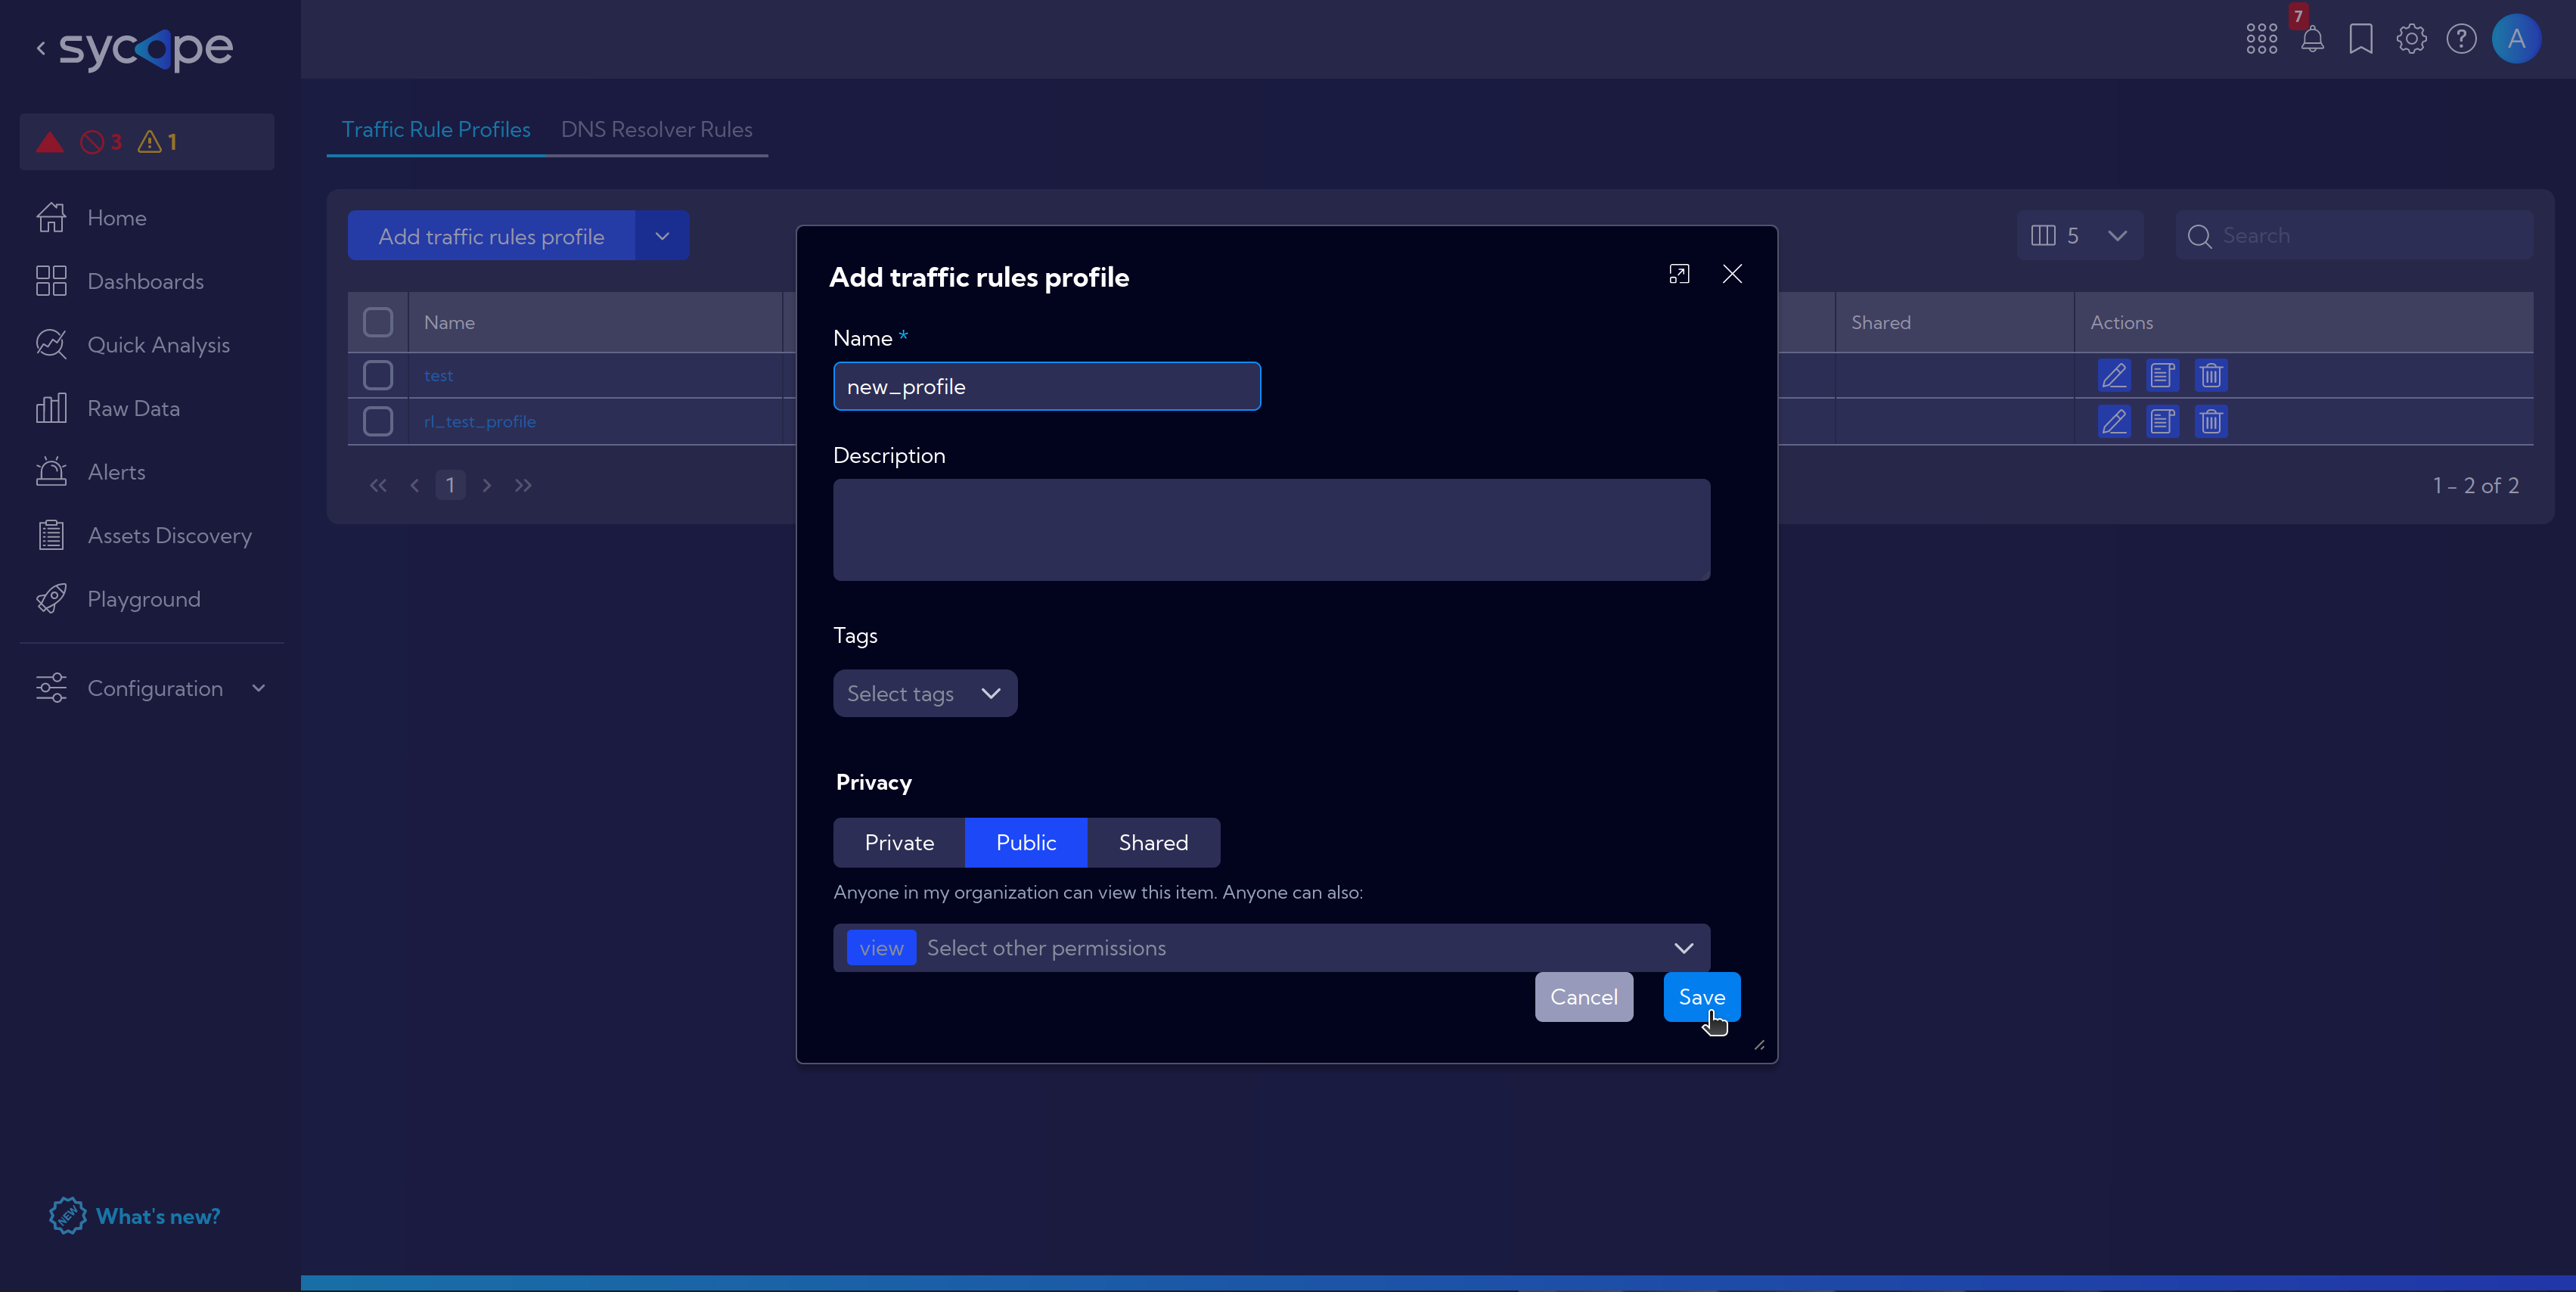 sycope
7
A
3 1
Home
Dashboards
Quick Analysis
Raw Data
Alerts
Assets Discovery
Playground
Configuration
NEW What's new?
Traffic Rule Profiles DNS Resolver Rules
Add traffic rules profile
5 Search
Name Shared Actions
test
rl_test_profile
1
1 – 2 of 2
Add traffic rules profile
Name *
new_profile
Description
Tags
Select tags
Privacy
Private Public Shared
Anyone in my organization can view this item. Anyone can also:
view Select other permissions
Cancel Save